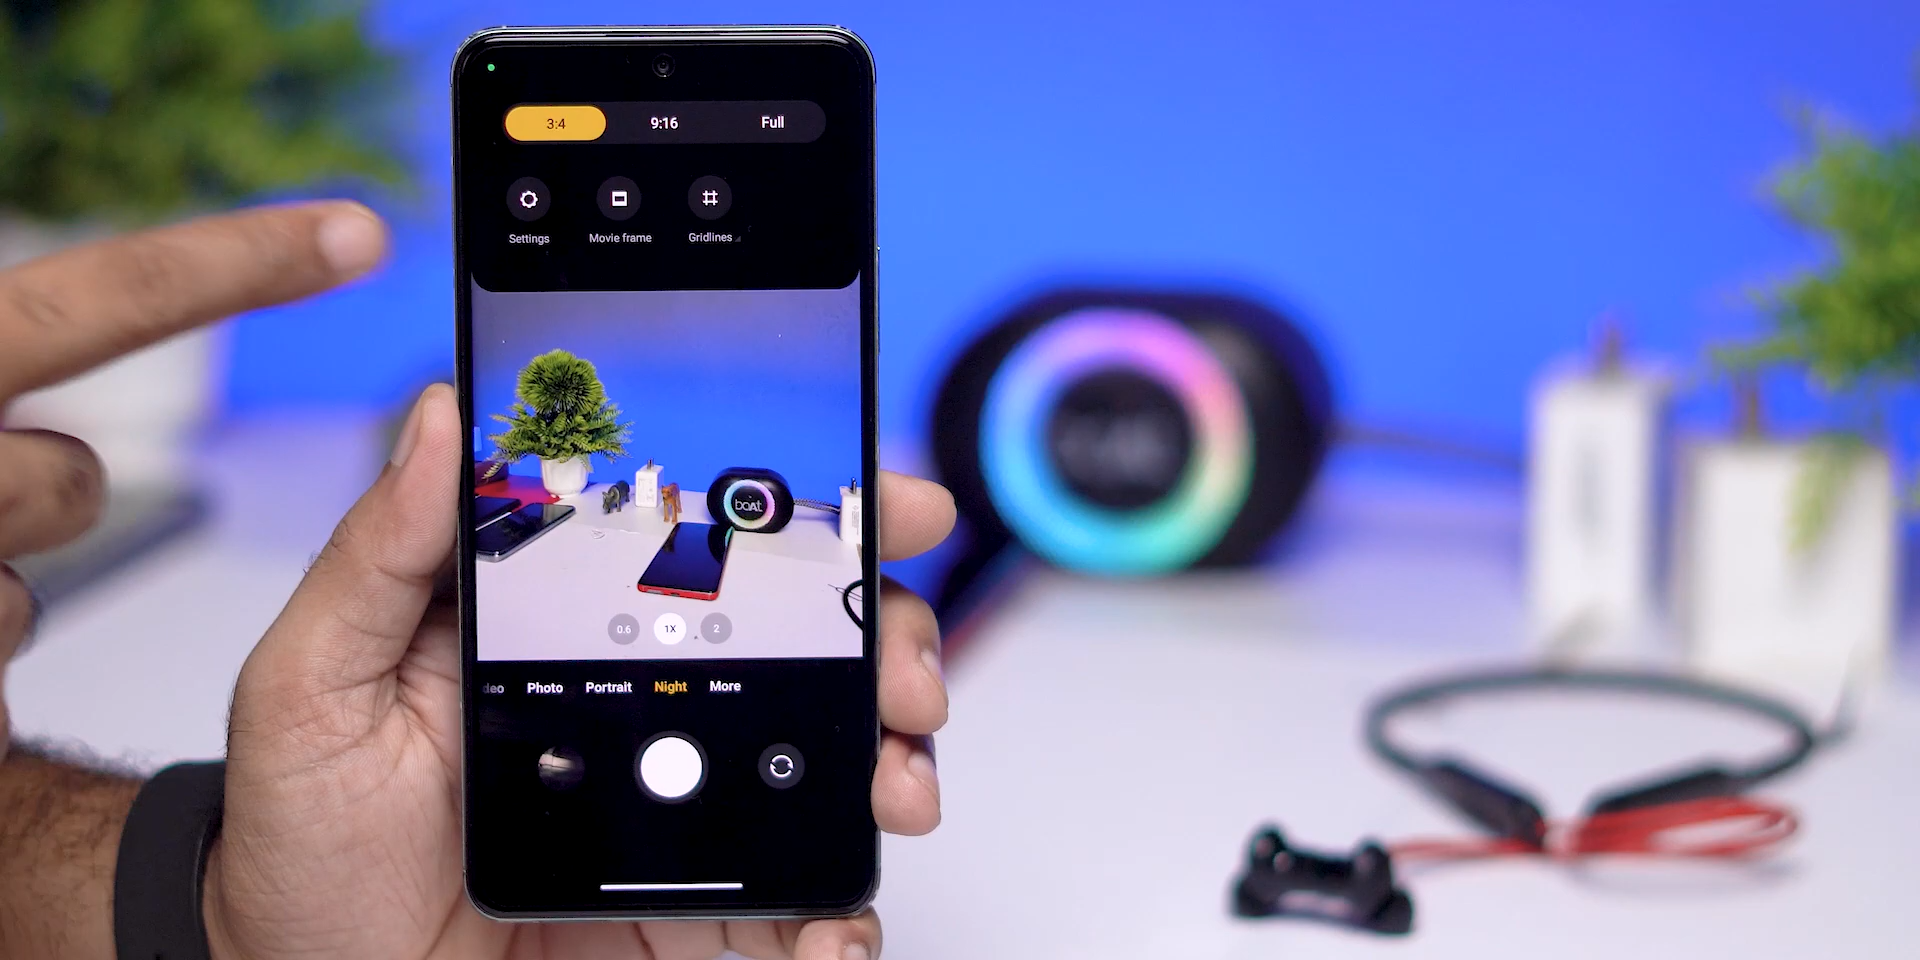 3:4 9:16 Full
Settings Movie frame Gridlines
boAt
0.6 1X 2
deo Photo Portrait Night More